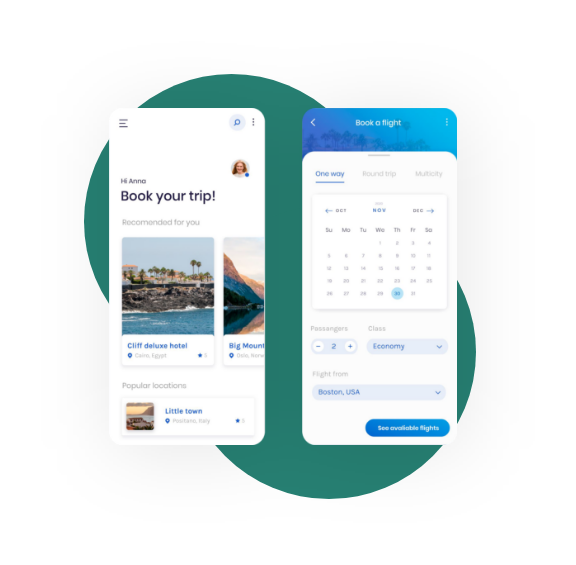 Hi Anna
Book your trip!
Recomended for you
Cliff deluxe hotel
Cairo, Egypt
5
Big Mount
Oslo, Norw
Popular locations
Little town
Positano, Italy
5
Book a flight
One way Round trip Multicity
OCT NOV DEC
Su Mo Tu We Th Fr Sa
1 2 3 4
5 6 7 8 9 10 11
12 13 14 15 16 17 18
19 20 21 22 23 24 25
26 27 28 29 30 31
Passengers Class
− 2 + Economy
Flight from
Boston, USA
See available flights